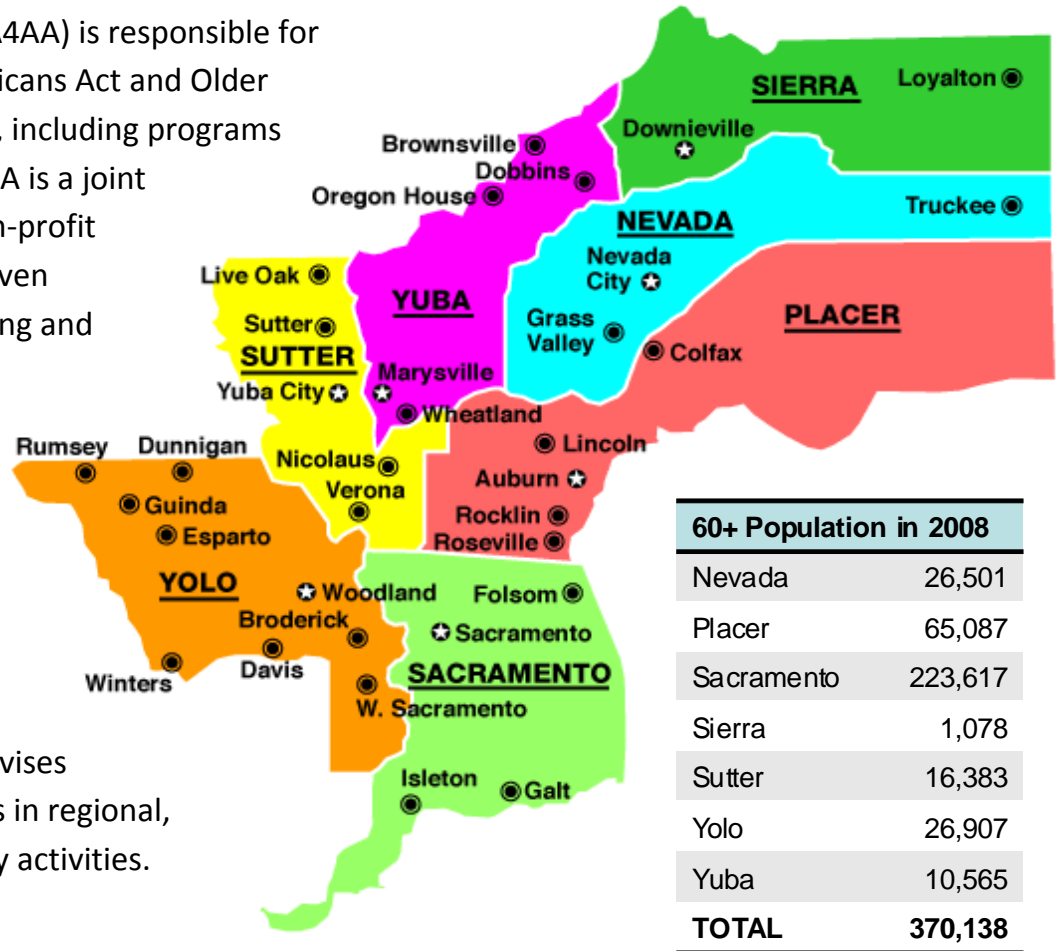 A4AA) is responsible for
icans Act and Older
, including programs
A is a joint
n-profit
ven
ing and
vises
s in regional,
y activities.
SIERRA
Loyalton
Downieville
Brownsville
Dobbins
Oregon House
NEVADA
Truckee
Nevada
City
Live Oak
YUBA
PLACER
Sutter
Grass
Valley
Colfax
SUTTER
Marysville
Yuba City
Wheatland
Lincoln
Rumsey
Dunnigan
Nicolaus
Auburn
Verona
Guinda
Rocklin
Esparto
Roseville
YOLO
Woodland
Folsom
Broderick
Sacramento
Davis
Winters
SACRAMENTO
W. Sacramento
Isleton
Galt
60+ Population in 2008
Nevada 26,501
Placer 65,087
Sacramento 223,617
Sierra 1,078
Sutter 16,383
Yolo 26,907
Yuba 10,565
TOTAL 370,138